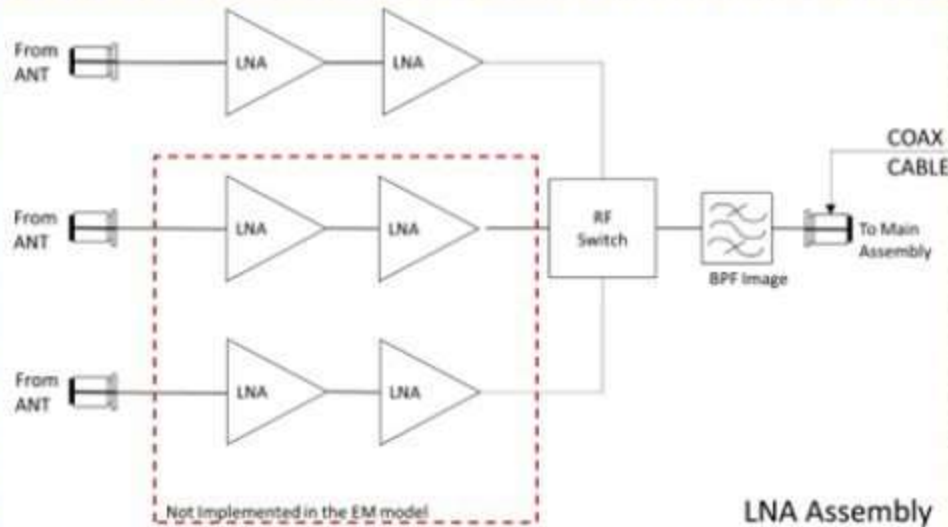 From
ANT
LNA
LNA
COAX
CABLE
From
ANT
LNA
LNA
RF
Switch
To Main
Assembly
BPF Image
From
ANT
LNA
LNA
Not Implemented in the EM model
LNA Assembly